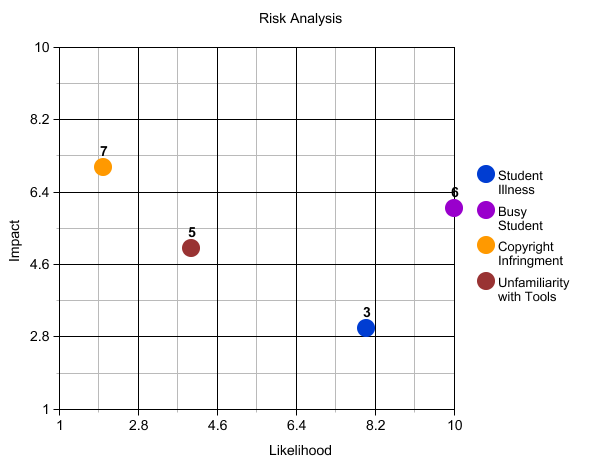 Risk Analysis
10
8.2
6.4
4.6
2.8
1
Impact
7
6
5
3
1
2.8
4.6
6.4
8.2
10
Likelihood
Student
Illness
Busy
Student
Copyright
Infringment
Unfamiliarity
with Tools